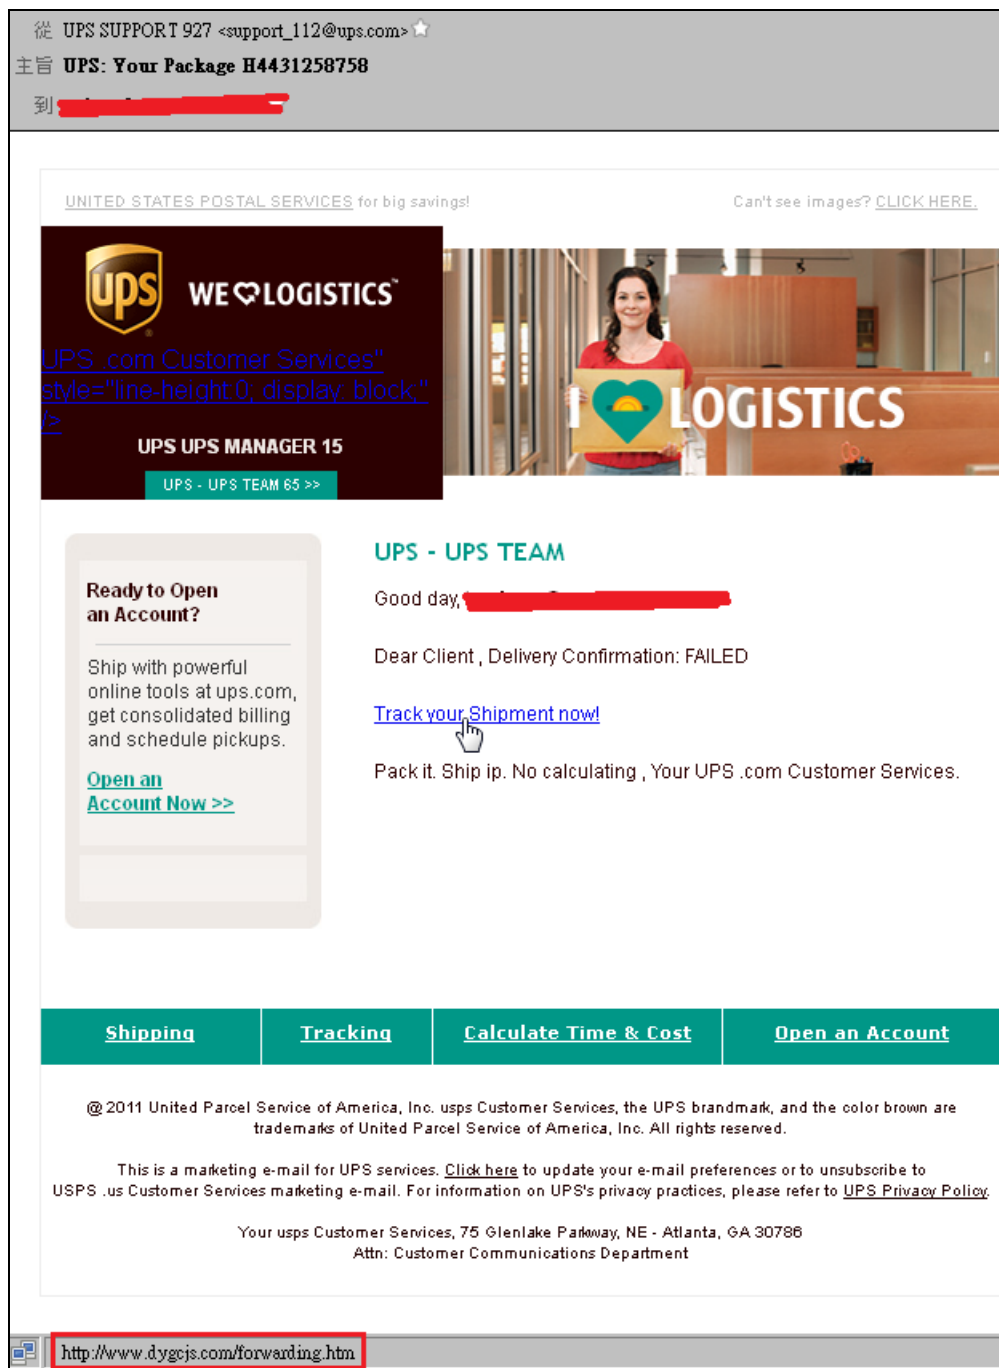 從 UPS SUPPORT 927 <support_112@ups.com>
主旨 UPS: Your Package H4431258758
到
UNITED STATES POSTAL SERVICES for big savings!
Can't see images? CLICK HERE.
ups
WE LOGISTICS™
UPS .com Customer Services"
style="line-height:0; display: block;"
/>
UPS UPS MANAGER 15
UPS - UPS TEAM 65 >>
I LOGISTICS
UPS - UPS TEAM
Good day,
Dear Client , Delivery Confirmation: FAILED
Track your Shipment now!
Pack it. Ship ip. No calculating , Your UPS .com Customer Services.
Ready to Open
an Account?
Ship with powerful
online tools at ups.com,
get consolidated billing
and schedule pickups.
Open an
Account Now >>
Shipping
Tracking
Calculate Time & Cost
Open an Account
@ 2011 United Parcel Service of America, Inc. usps Customer Services, the UPS brandmark, and the color brown are
trademarks of United Parcel Service of America, Inc. All rights reserved.
This is a marketing e-mail for UPS services. Click here to update your e-mail preferences or to unsubscribe to
USPS .us Customer Services marketing e-mail. For information on UPS's privacy practices, please refer to UPS Privacy Policy.
Your usps Customer Services, 75 Glenlake Parkway, NE - Atlanta, GA 30786
Attn: Customer Communications Department
http://www.dygcjs.com/forwarding.htm